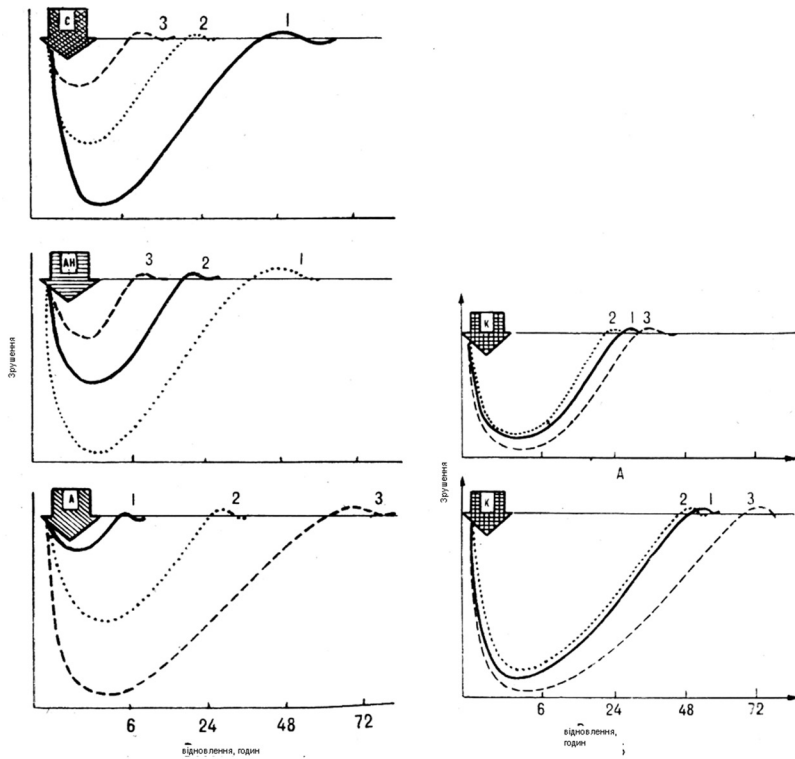 С
3 2 1
АН
3 2 1
Зрушення
А
1 2 3
6 24 48 72
відновлення, годин
К
2 1 3
А
Зрушення
К
2 1 3
6 24 48 72
відновлення,
годин